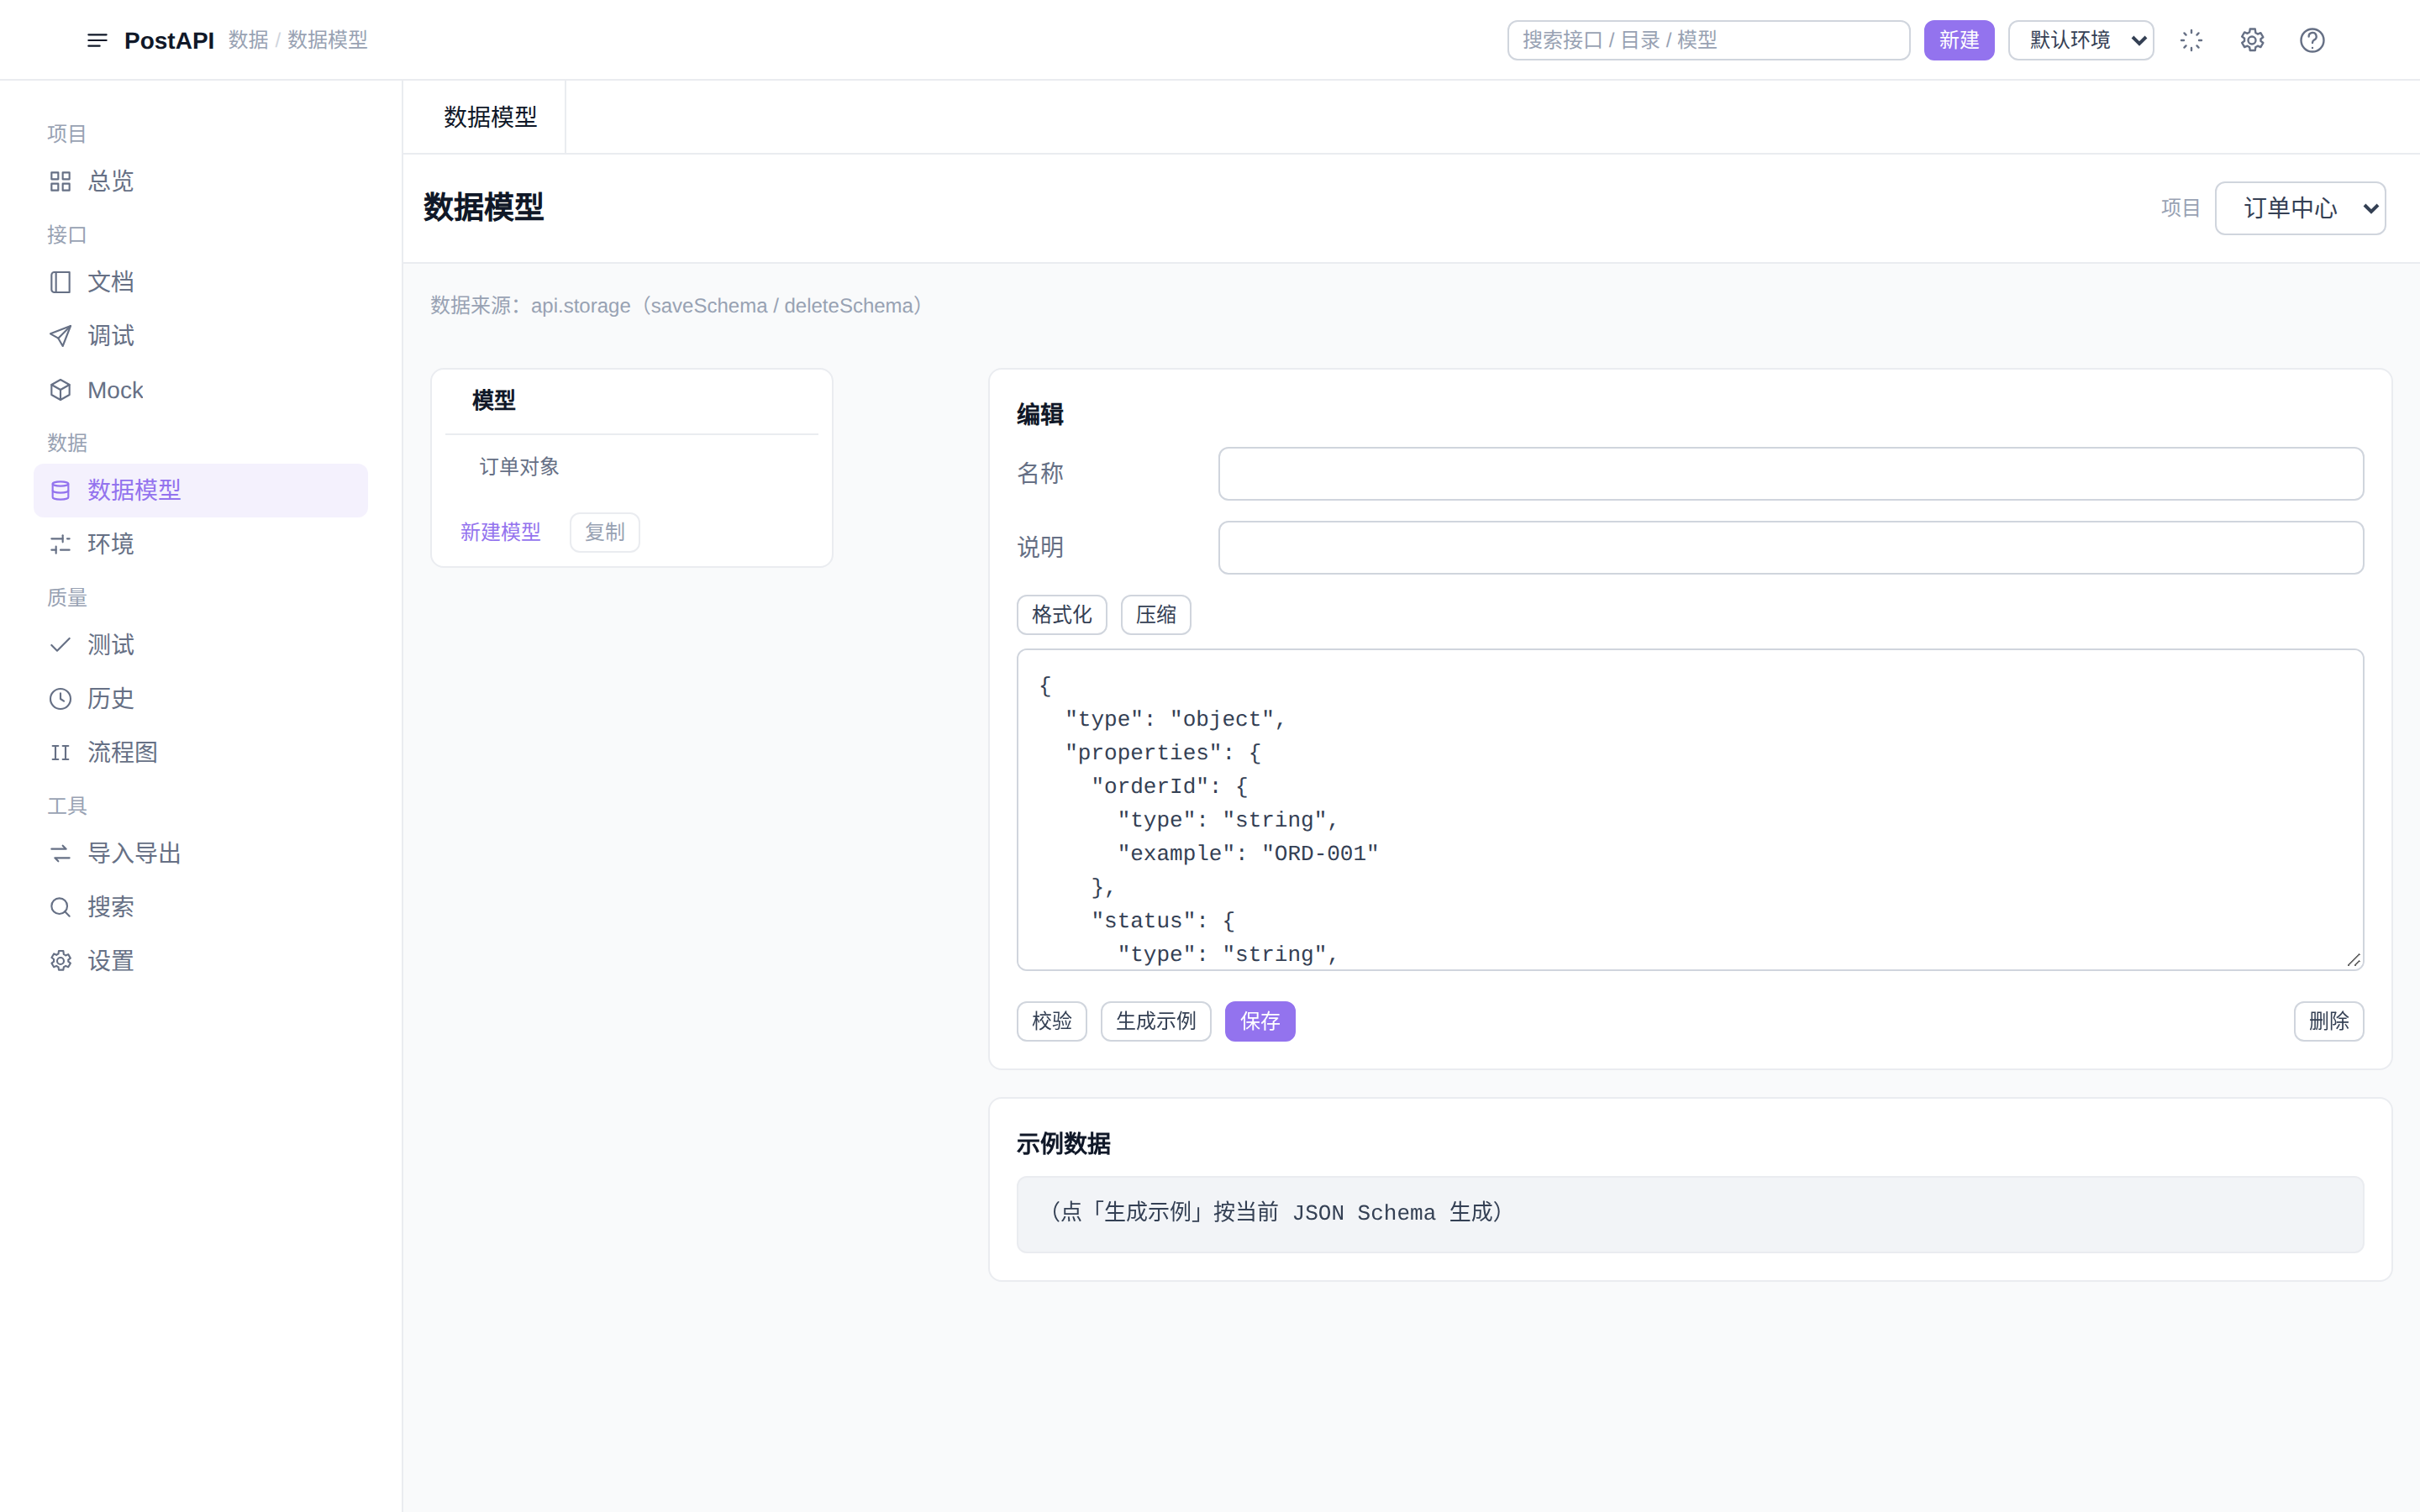 PostAPI 数据 / 数据模型
搜索接口 / 目录 / 模型
新建
默认环境
项目
总览
接口
文档
调试
Mock
数据
数据模型
环境
质量
测试
历史
流程图
工具
导入导出
搜索
设置
数据模型
数据模型
项目
订单中心
数据来源：api.storage（saveSchema / deleteSchema）
模型
订单对象
新建模型
复制
编辑
名称
说明
格式化
压缩
{
  "type": "object",
  "properties": {
    "orderId": {
      "type": "string",
      "example": "ORD-001"
    },
    "status": {
      "type": "string",
校验
生成示例
保存
删除
示例数据
（点「生成示例」按当前 JSON Schema 生成）